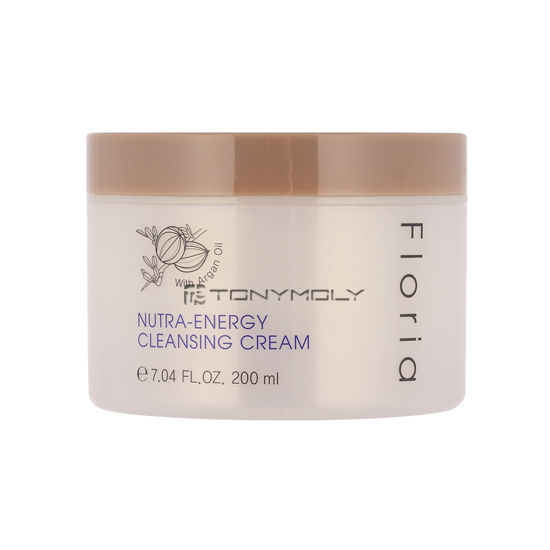 With Argan Oil
TONYMOLY
NUTRA-ENERGY
CLEANSING CREAM
℮ 7.04 FL.OZ. 200 ml
Floria